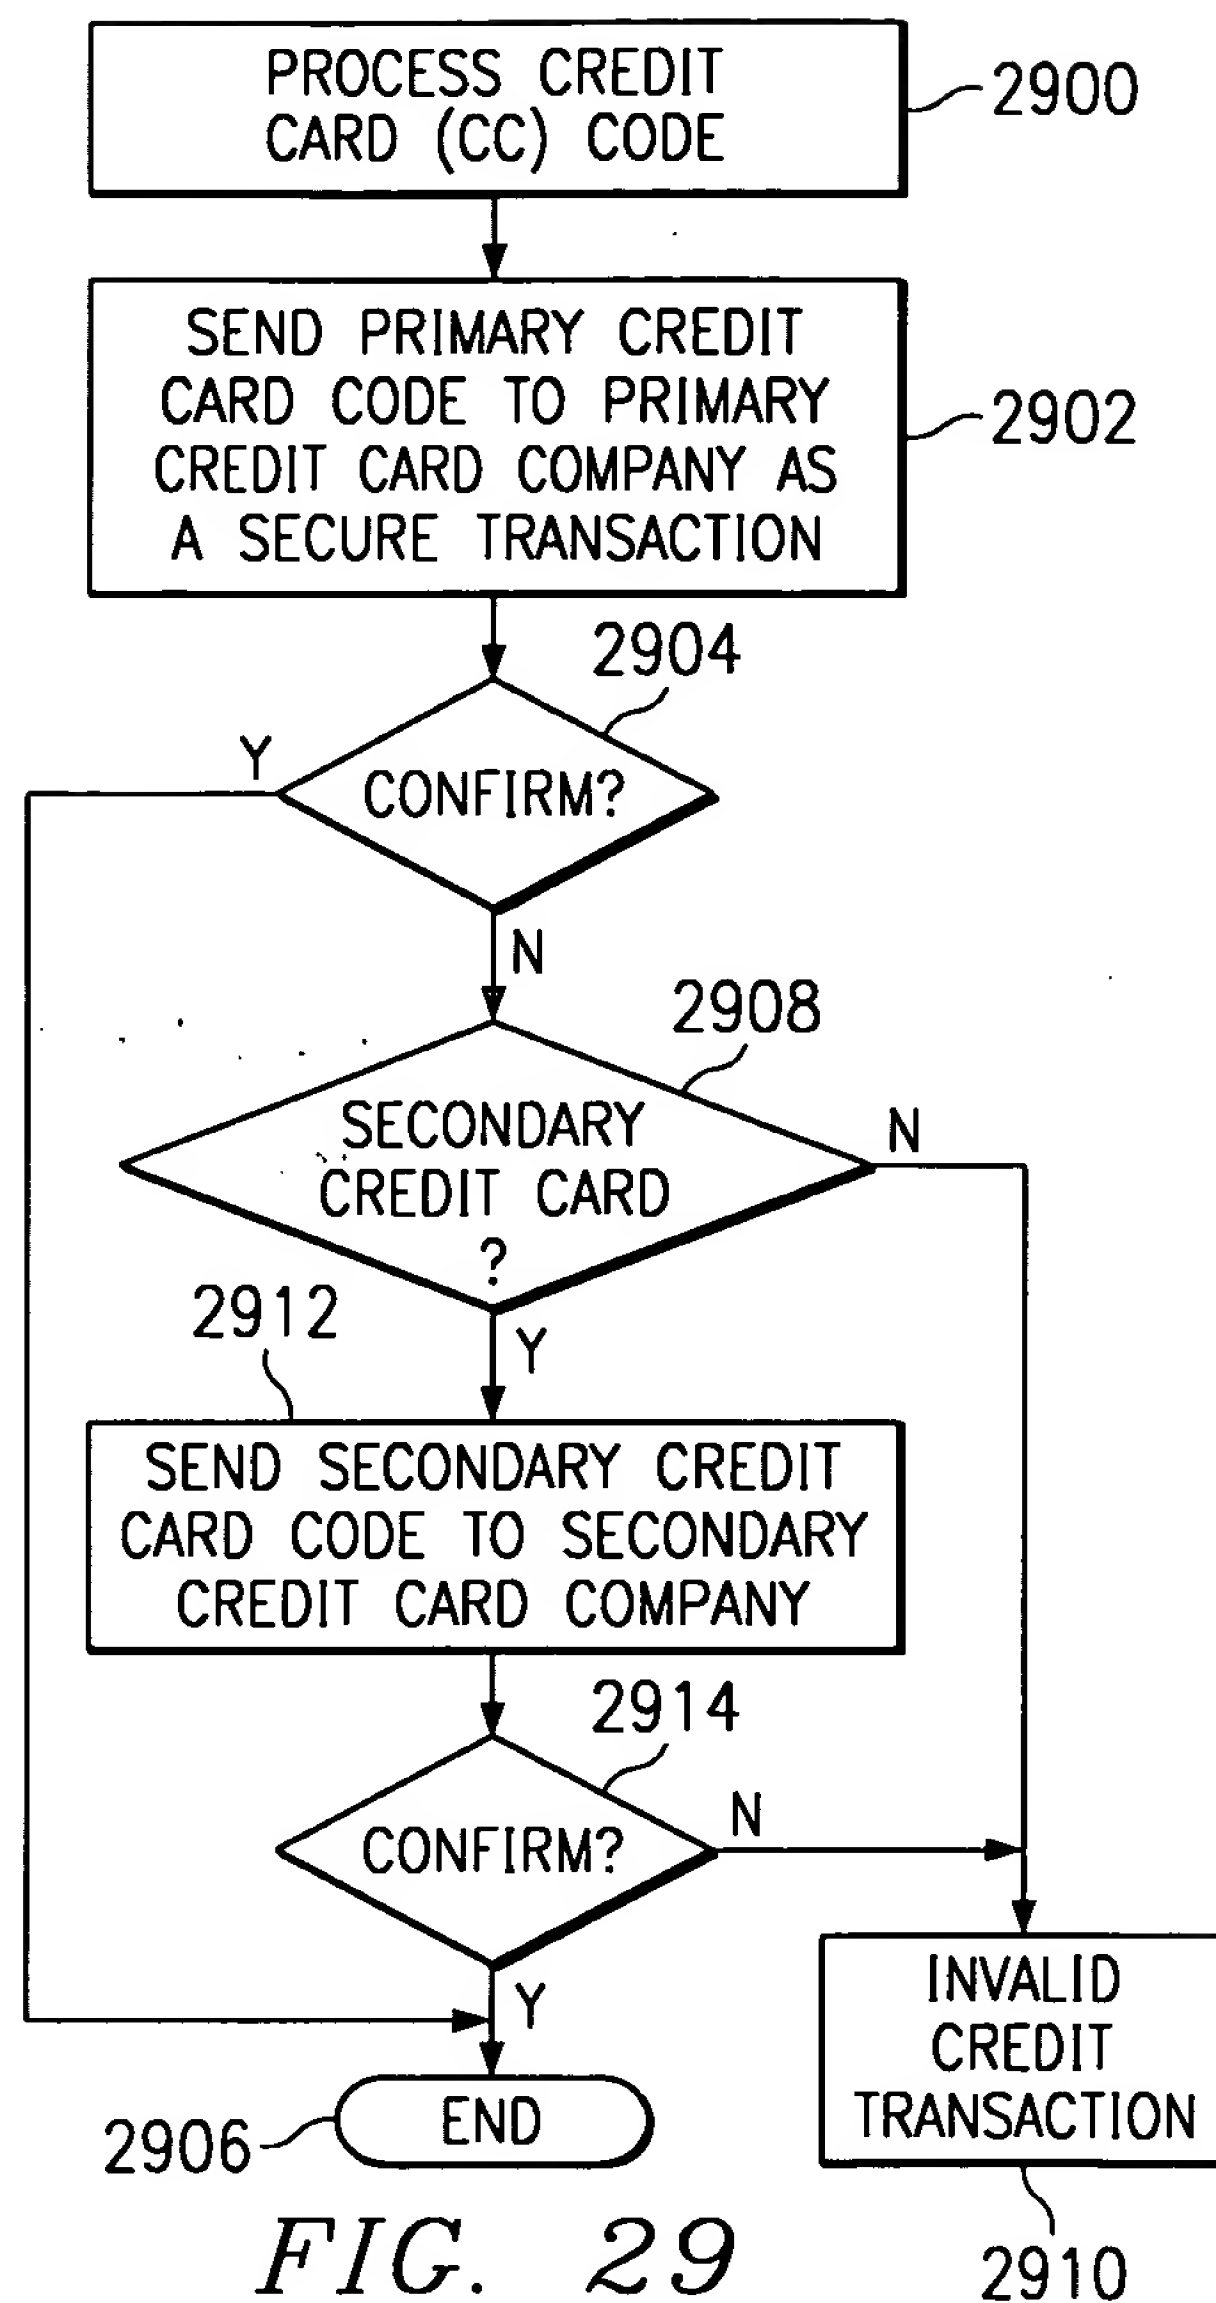 PROCESS CREDIT
CARD (CC) CODE
2900
SEND PRIMARY CREDIT
CARD CODE TO PRIMARY
CREDIT CARD COMPANY AS
A SECURE TRANSACTION
2902
2904
Y
CONFIRM?
N
2908
SECONDARY
CREDIT CARD
?
N
2912
Y
SEND SECONDARY CREDIT
CARD CODE TO SECONDARY
CREDIT CARD COMPANY
2914
CONFIRM?
N
Y
INVALID
CREDIT
TRANSACTION
END
2906
2910
FIG. 29